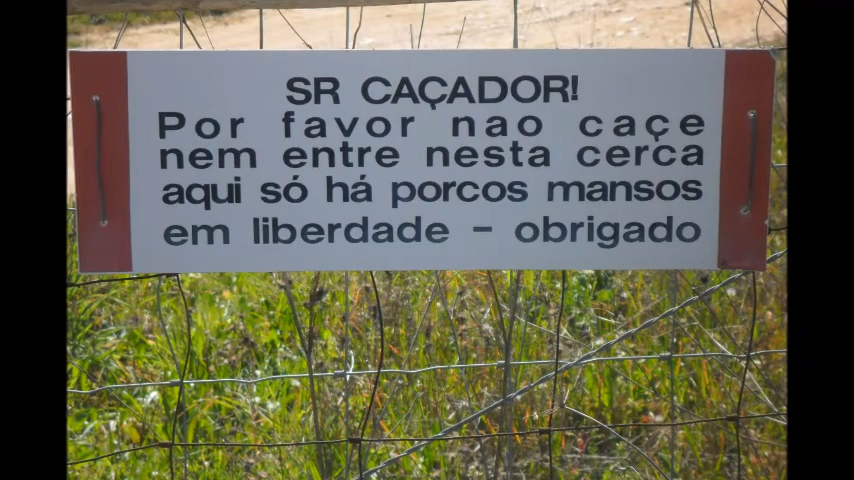 SR CAÇADOR!
Por favor nao caçe
nem entre nesta cerca
aqui só há porcos mansos
em liberdade - obrigado